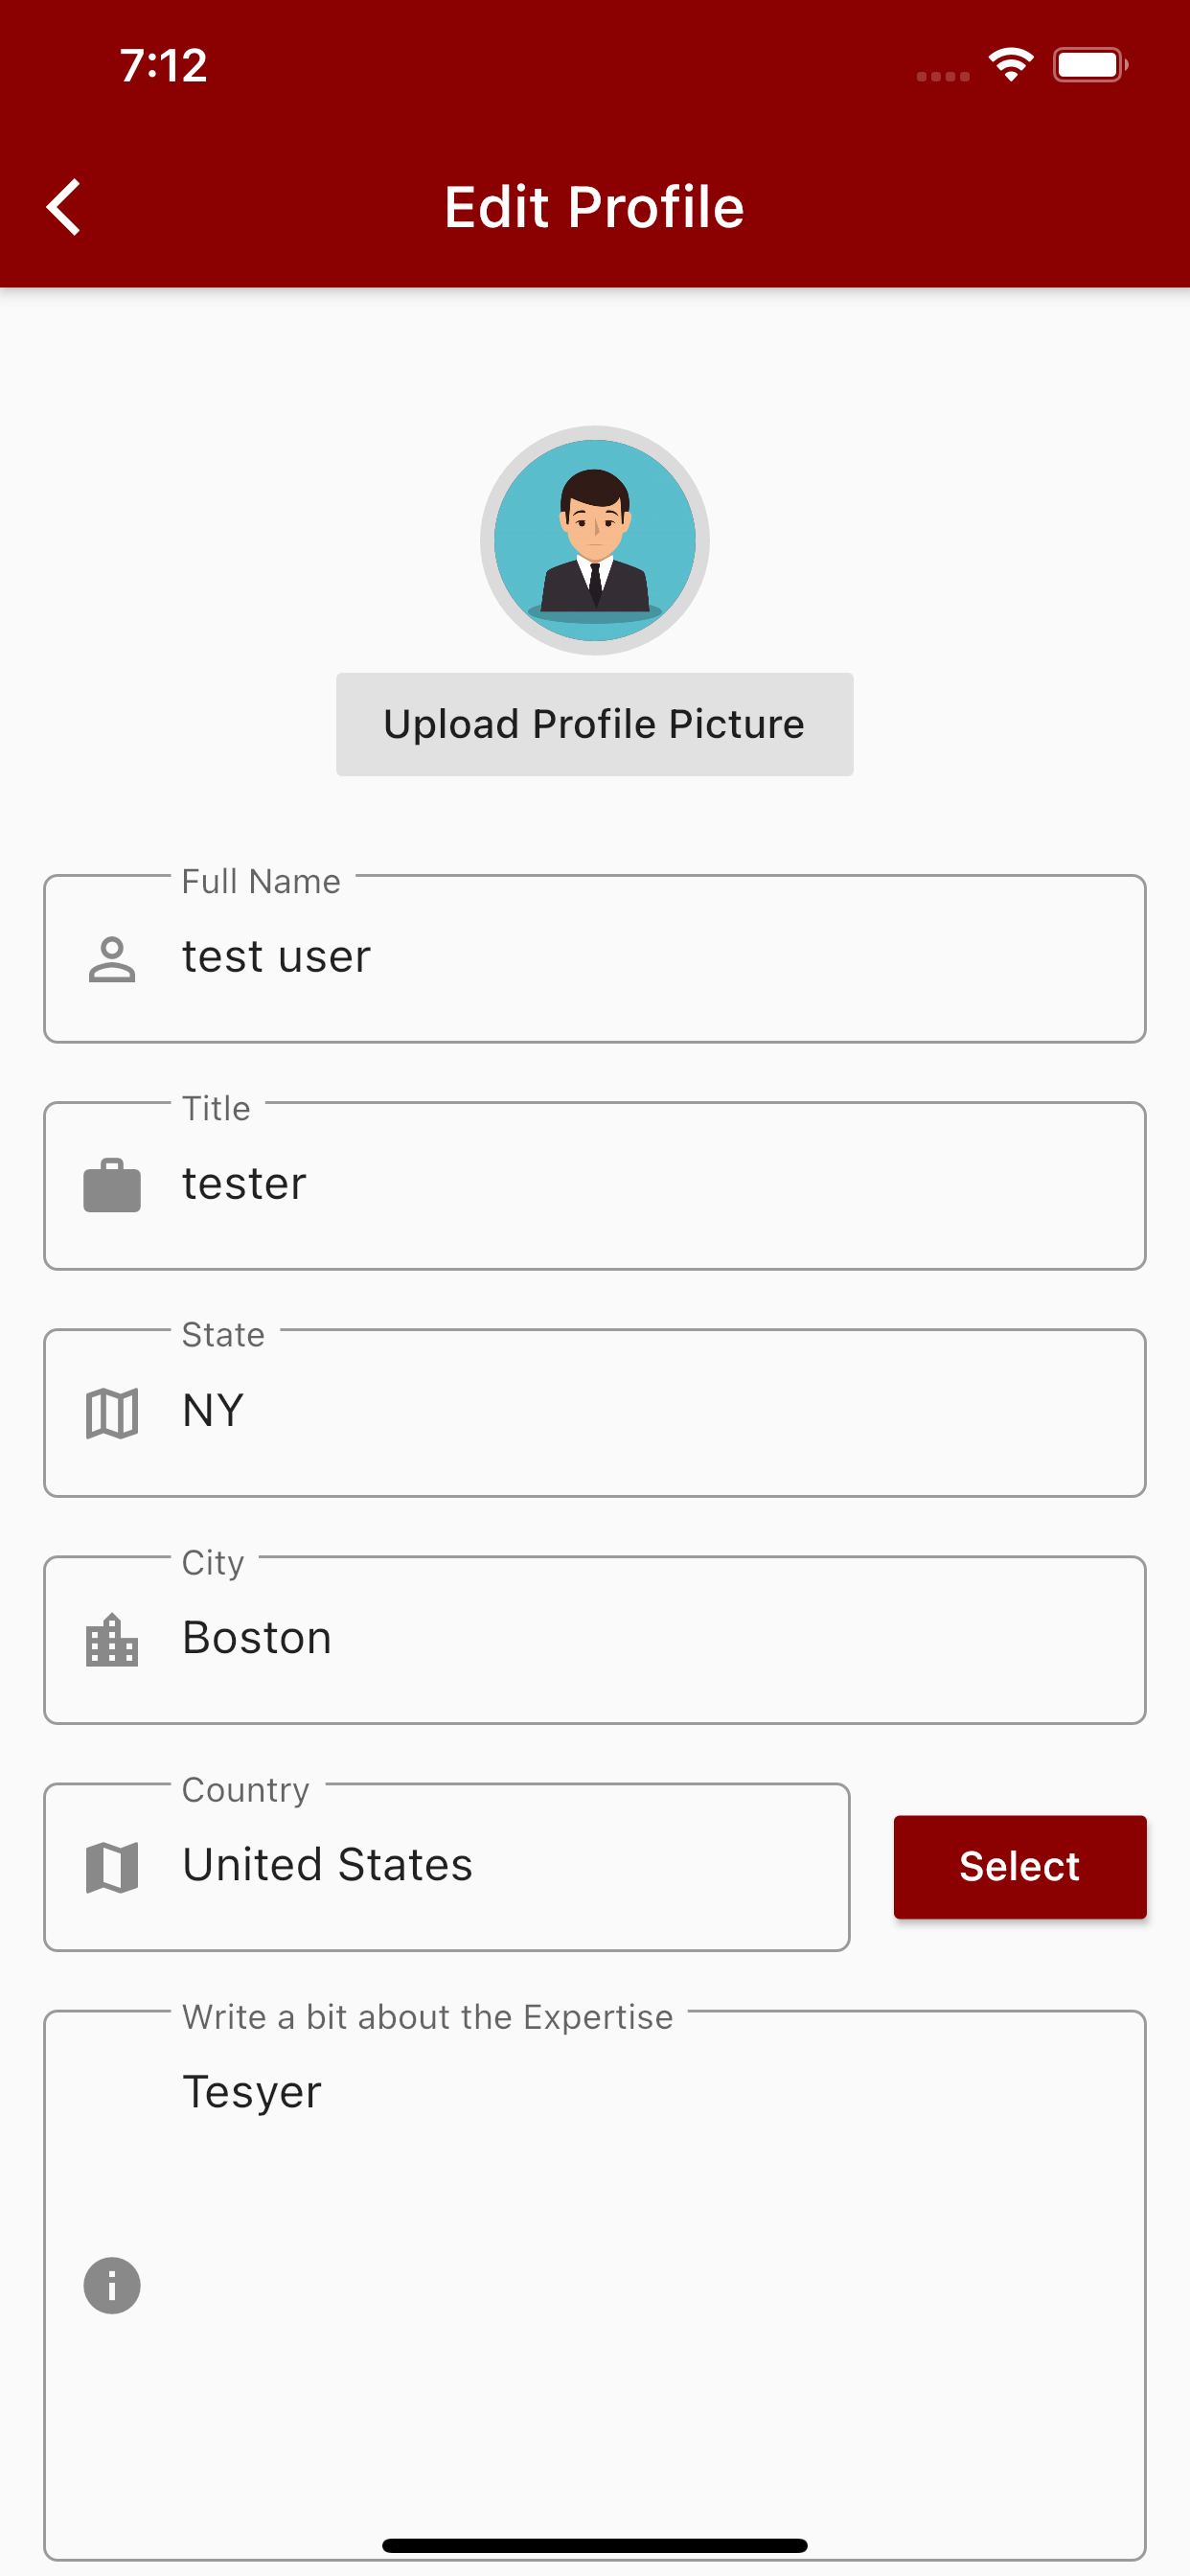 7:12
Edit Profile
Upload Profile Picture
Full Name
test user
Title
tester
State
NY
City
Boston
Country
United States
Select
Write a bit about the Expertise
Tesyer